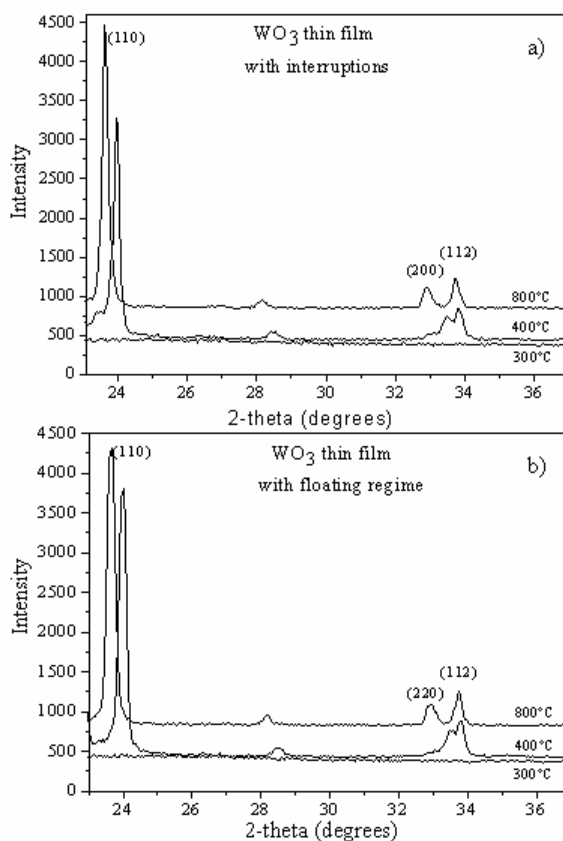 4500
4000
3500
3000
2500
2000
1500
1000
500
0
Intensity
(110)
WO3 thin film
with interruptions
a)
(200)
(112)
800°C
400°C
300°C
24 26 28 30 32 34 36
2-theta (degrees)
4500
4000
3500
3000
2500
2000
1500
1000
500
0
Intensity
(110)
WO3 thin film
with floating regime
b)
(220)
(112)
800°C
400°C
300°C
24 26 28 30 32 34 36
2-theta (degrees)